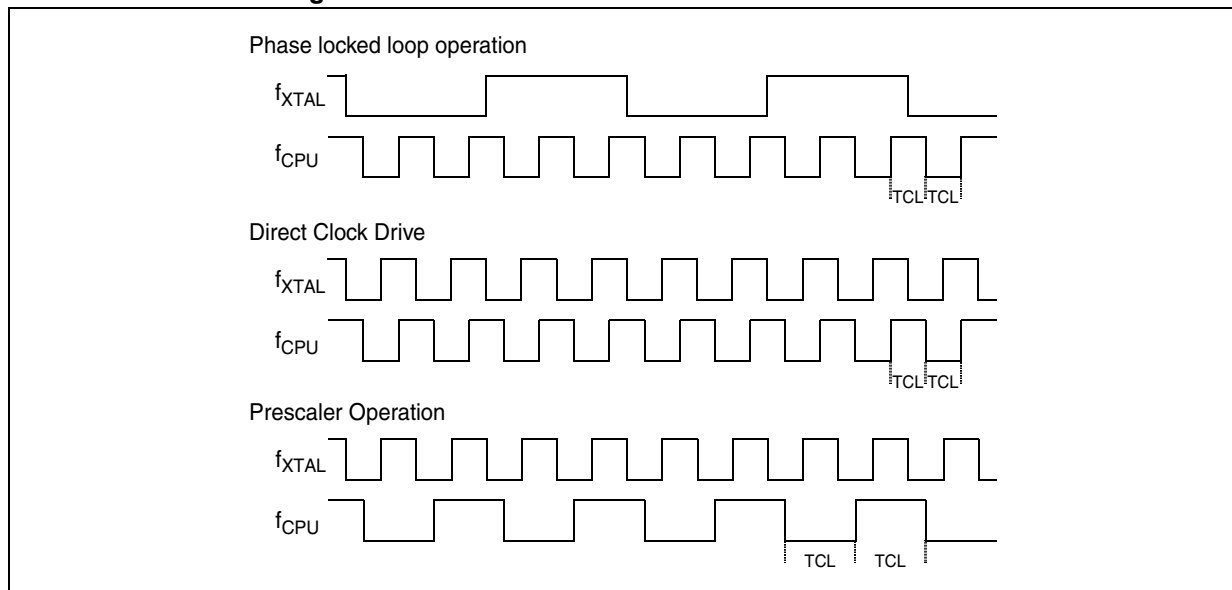 Phase locked loop operation
fXTAL
fCPU
TCL TCL
Direct Clock Drive
fXTAL
fCPU
TCL TCL
Prescaler Operation
fXTAL
fCPU
TCL TCL